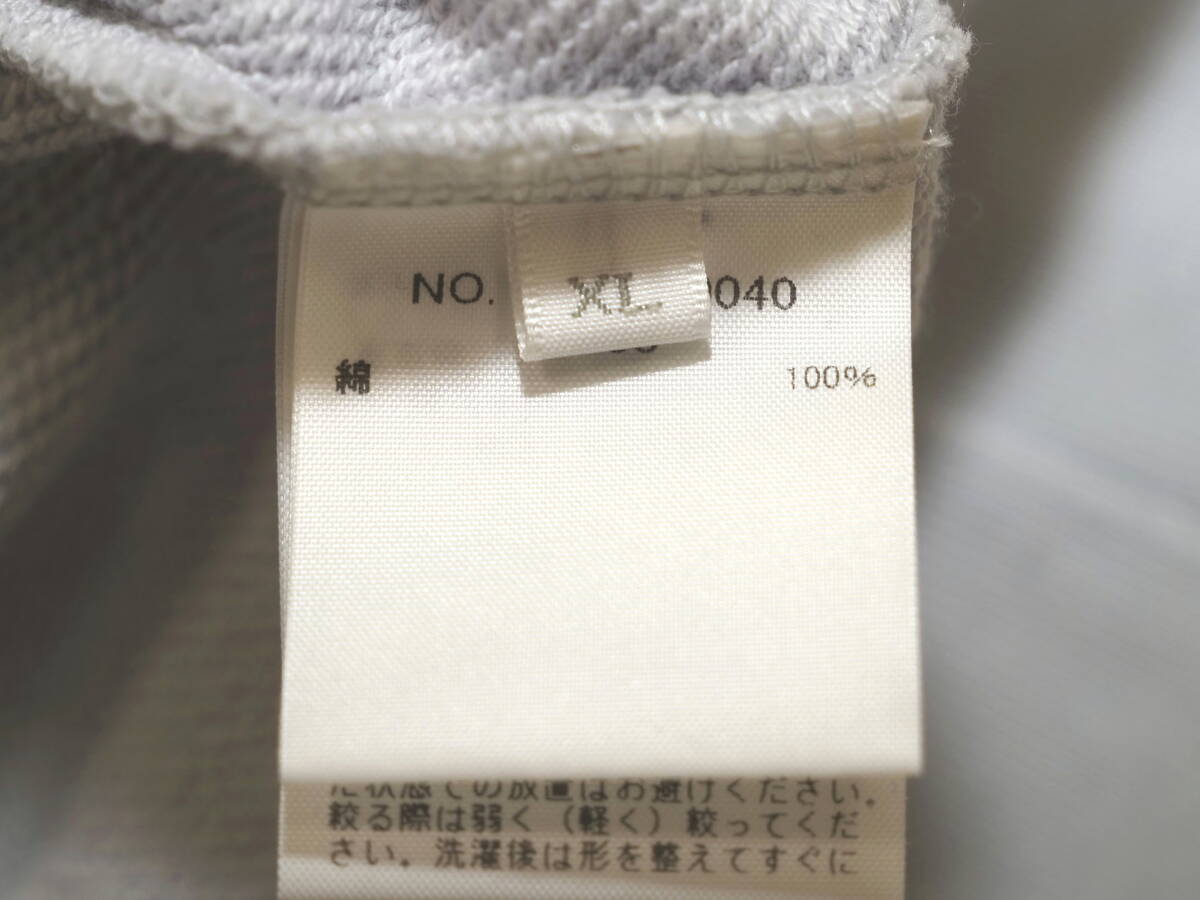 NO. 0040
XL
綿 100%
た状態での放置はお避けください。
絞る際は弱く（軽く）絞ってくだ
さい。洗濯後は形を整えてすぐに